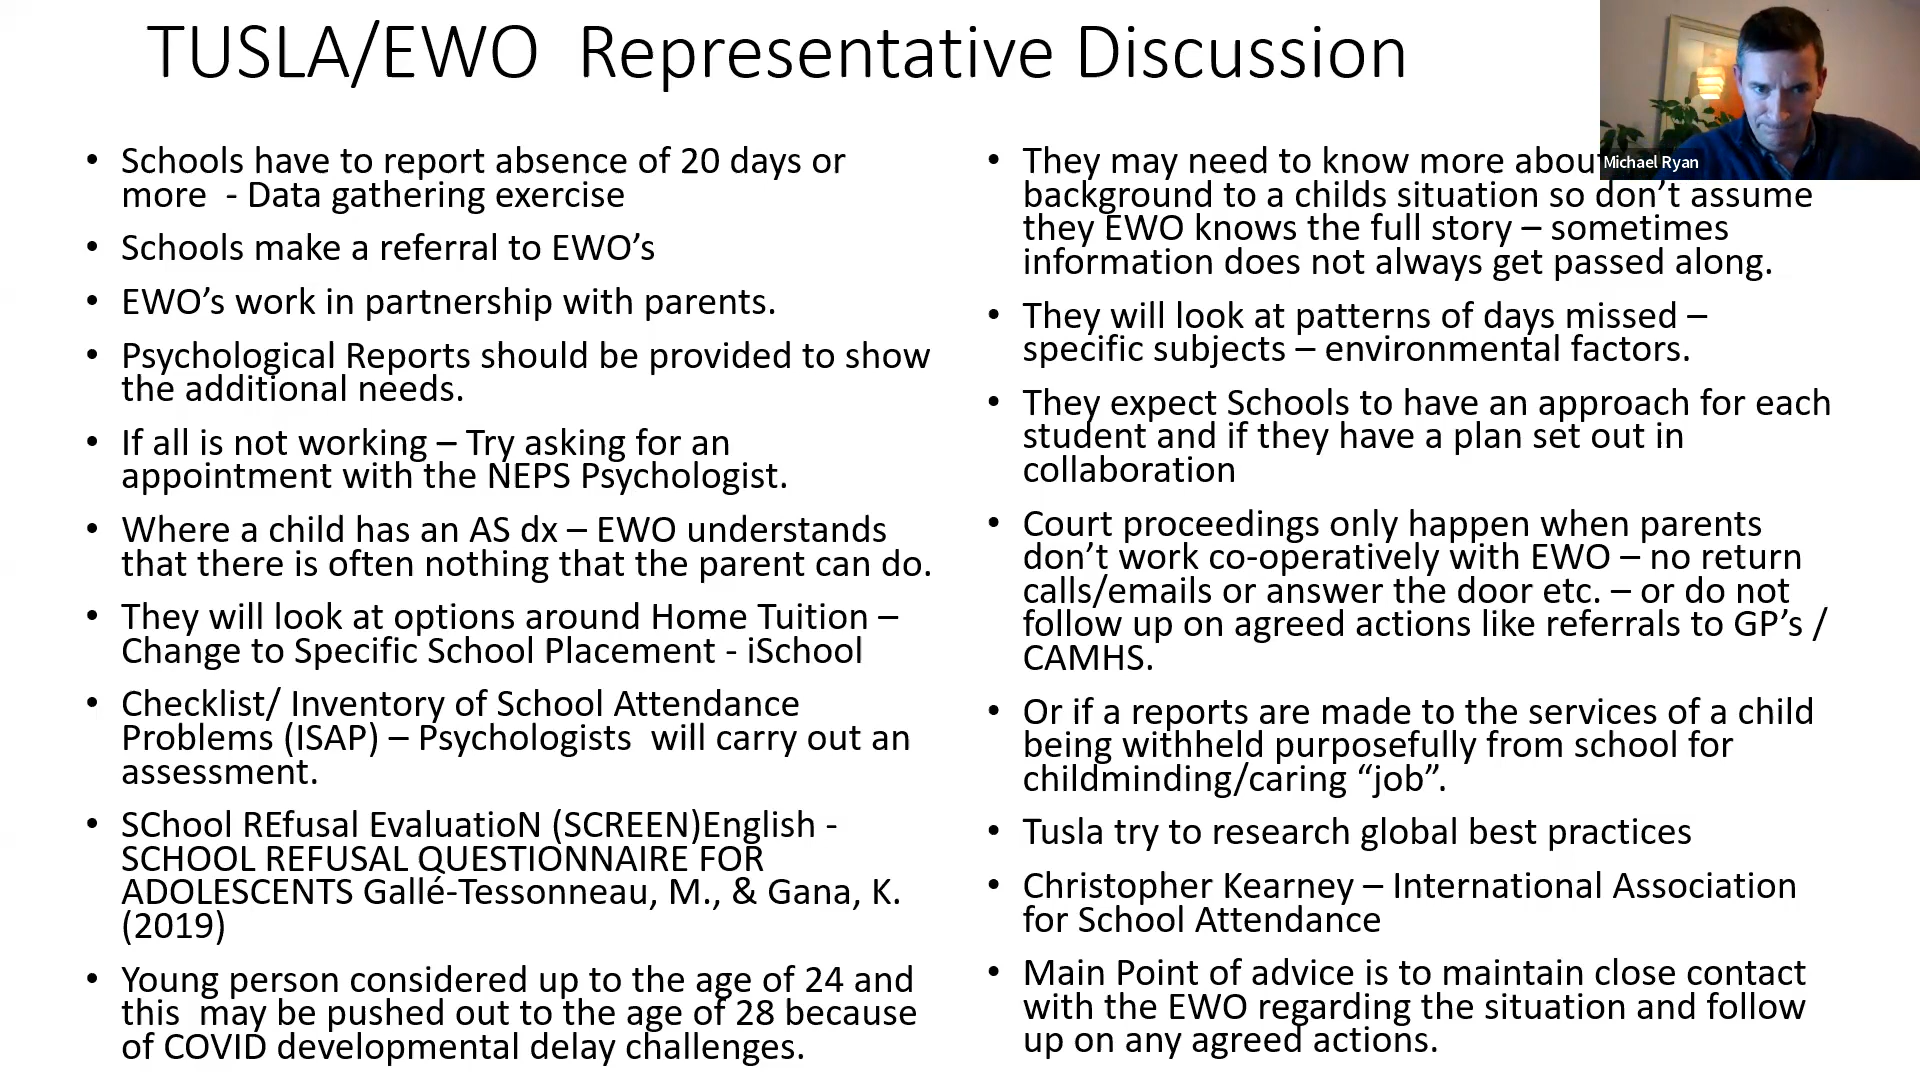 TUSLA/EWO Representative Discussion
• Schools have to report absence of 20 days or
more - Data gathering exercise
• Schools make a referral to EWO’s
• EWO’s work in partnership with parents.
• Psychological Reports should be provided to show
the additional needs.
• If all is not working – Try asking for an
appointment with the NEPS Psychologist.
• Where a child has an AS dx – EWO understands
that there is often nothing that the parent can do.
• They will look at options around Home Tuition –
Change to Specific School Placement - iSchool
• Checklist/ Inventory of School Attendance
Problems (ISAP) – Psychologists will carry out an
assessment.
• SChool REfusal EvaluatioN (SCREEN)English -
SCHOOL REFUSAL QUESTIONNAIRE FOR
ADOLESCENTS Gallé-Tessonneau, M., & Gana, K.
(2019)
• Young person considered up to the age of 24 and
this may be pushed out to the age of 28 because
of COVID developmental delay challenges.
• They may need to know more about
background to a childs situation so don’t assume
they EWO knows the full story – sometimes
information does not always get passed along.
• They will look at patterns of days missed –
specific subjects – environmental factors.
• They expect Schools to have an approach for each
student and if they have a plan set out in
collaboration
• Court proceedings only happen when parents
don’t work co-operatively with EWO – no return
calls/emails or answer the door etc. – or do not
follow up on agreed actions like referrals to GP’s /
CAMHS.
• Or if a reports are made to the services of a child
being withheld purposefully from school for
childminding/caring “job”.
• Tusla try to research global best practices
• Christopher Kearney – International Association
for School Attendance
• Main Point of advice is to maintain close contact
with the EWO regarding the situation and follow
up on any agreed actions.
Michael Ryan